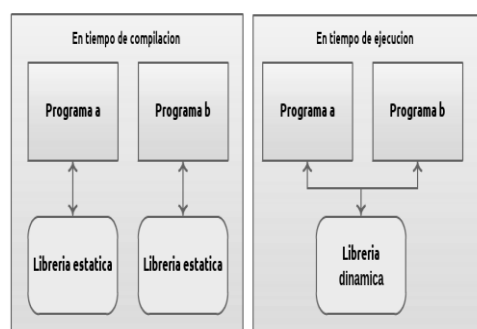 En tiempo de compilacion
Programa a
Programa b
Libreria estatica
Libreria estatica
En tiempo de ejecucion
Programa a
Programa b
Libreria
dinamica